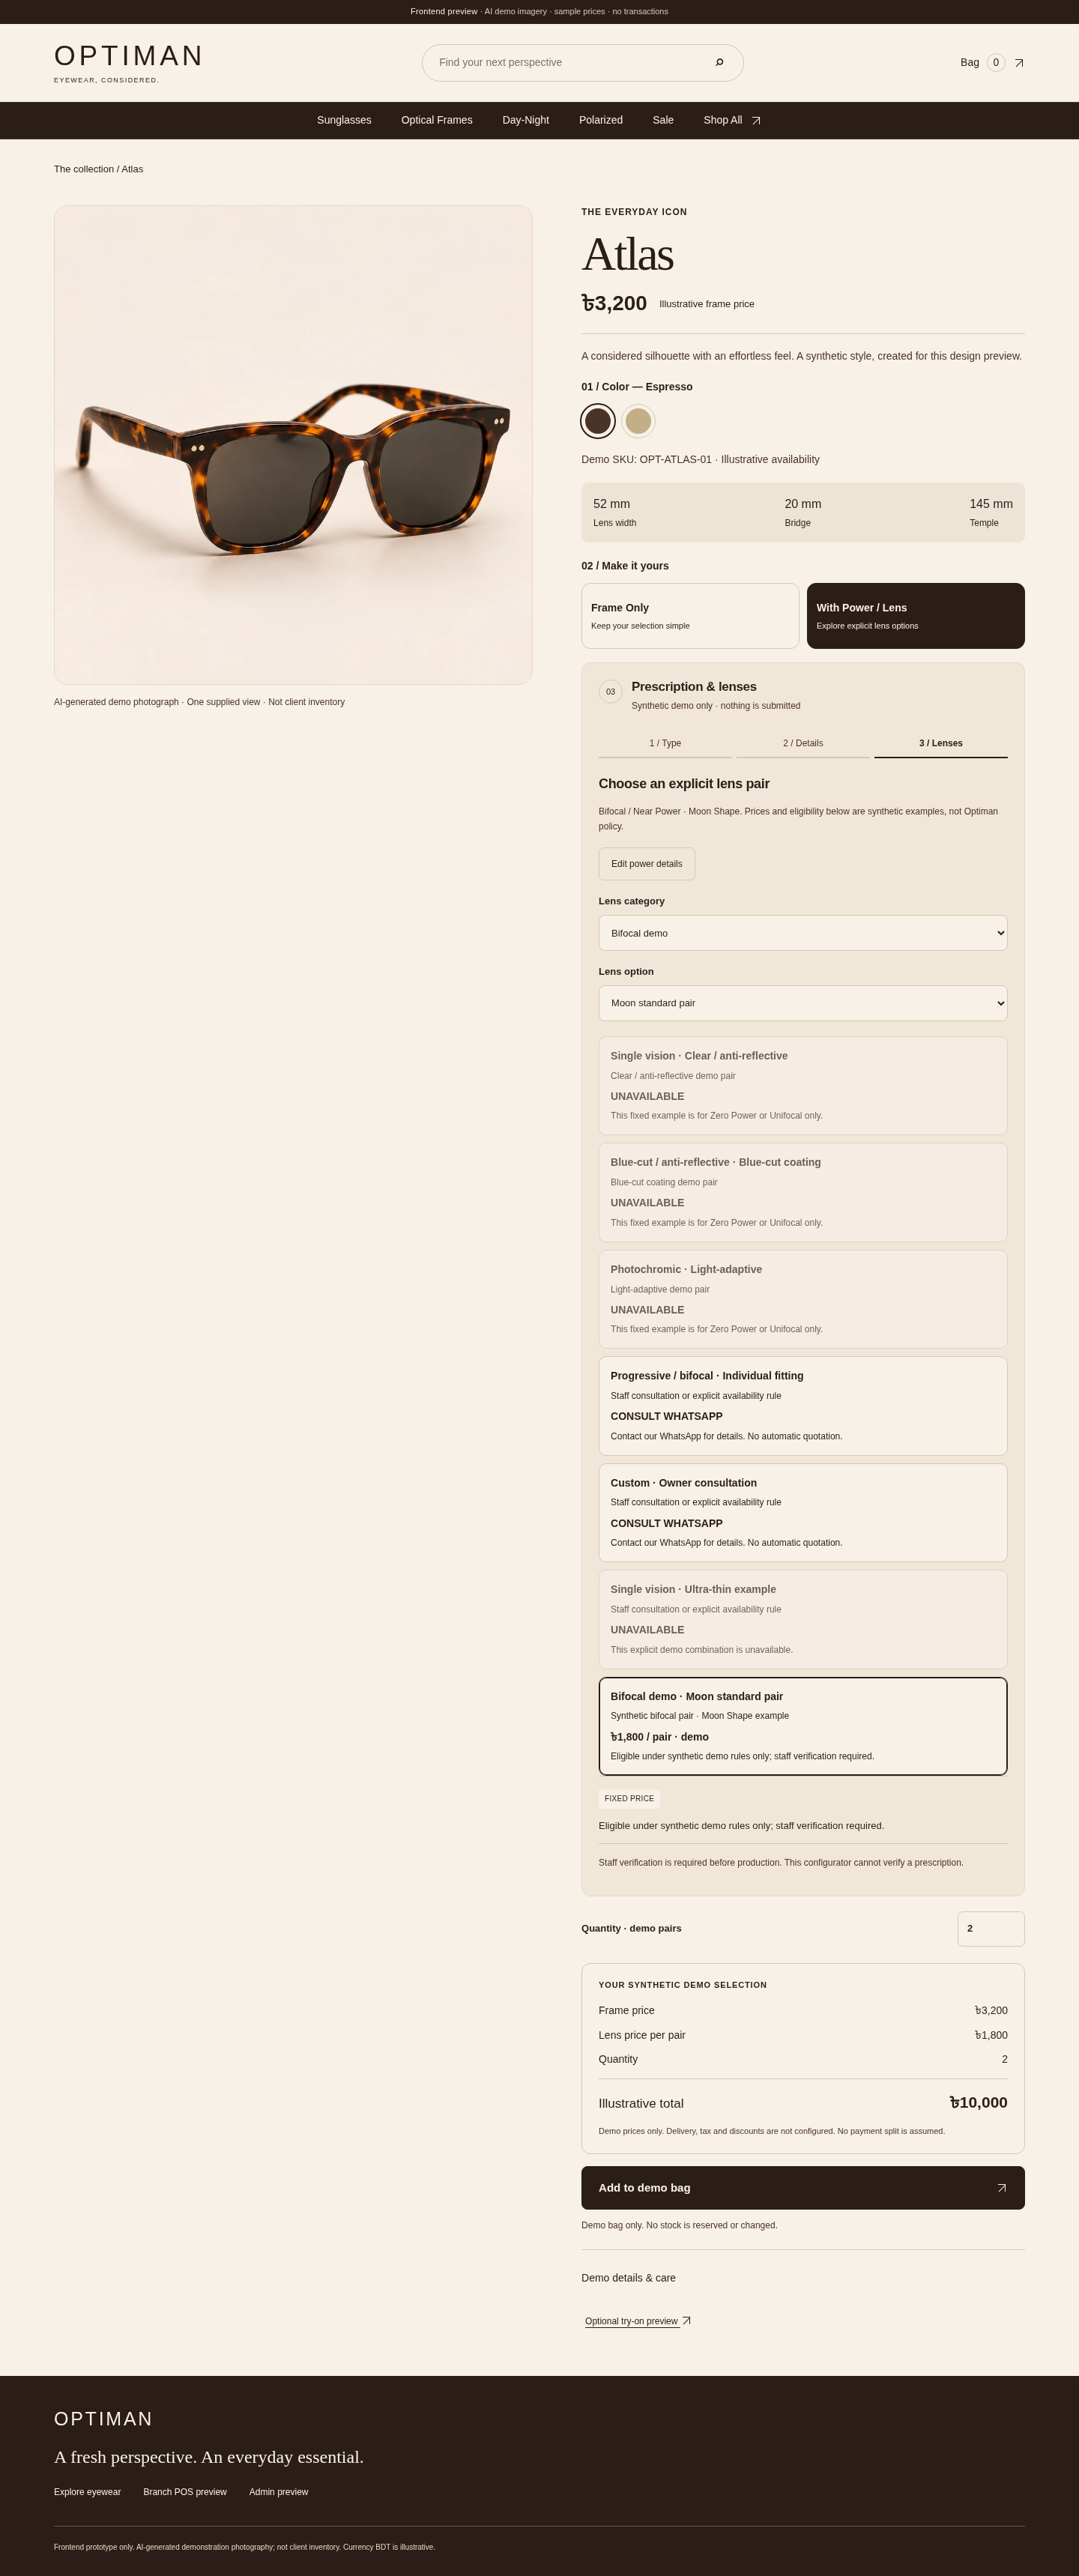 Frontend preview · AI demo imagery · sample prices · no transactions
OPTIMAN
EYEWEAR, CONSIDERED.
Find your next perspective
Bag 0
Sunglasses Optical Frames Day-Night Polarized Sale Shop All
The collection / Atlas
THE EVERYDAY ICON
Atlas
৳3,200 Illustrative frame price
A considered silhouette with an effortless feel. A synthetic style, created for this design preview.
01 / Color — Espresso
Demo SKU: OPT-ATLAS-01 · Illustrative availability
52 mm 20 mm 145 mm
Lens width Bridge Temple
02 / Make it yours
Frame Only With Power / Lens
Keep your selection simple Explore explicit lens options
AI-generated demo photograph · One supplied view · Not client inventory
03 Prescription & lenses
Synthetic demo only · nothing is submitted
1 / Type 2 / Details 3 / Lenses
Choose an explicit lens pair
Bifocal / Near Power · Moon Shape. Prices and eligibility below are synthetic examples, not Optiman
policy.
Edit power details
Lens category
Bifocal demo
Lens option
Moon standard pair
Single vision · Clear / anti-reflective
Clear / anti-reflective demo pair
UNAVAILABLE
This fixed example is for Zero Power or Unifocal only.
Blue-cut / anti-reflective · Blue-cut coating
Blue-cut coating demo pair
UNAVAILABLE
This fixed example is for Zero Power or Unifocal only.
Photochromic · Light-adaptive
Light-adaptive demo pair
UNAVAILABLE
This fixed example is for Zero Power or Unifocal only.
Progressive / bifocal · Individual fitting
Staff consultation or explicit availability rule
CONSULT WHATSAPP
Contact our WhatsApp for details. No automatic quotation.
Custom · Owner consultation
Staff consultation or explicit availability rule
CONSULT WHATSAPP
Contact our WhatsApp for details. No automatic quotation.
Single vision · Ultra-thin example
Staff consultation or explicit availability rule
UNAVAILABLE
This explicit demo combination is unavailable.
Bifocal demo · Moon standard pair
Synthetic bifocal pair · Moon Shape example
৳1,800 / pair · demo
Eligible under synthetic demo rules only; staff verification required.
FIXED PRICE
Eligible under synthetic demo rules only; staff verification required.
Staff verification is required before production. This configurator cannot verify a prescription.
Quantity · demo pairs 2
YOUR SYNTHETIC DEMO SELECTION
Frame price ৳3,200
Lens price per pair ৳1,800
Quantity 2
Illustrative total ৳10,000
Demo prices only. Delivery, tax and discounts are not configured. No payment split is assumed.
Add to demo bag
Demo bag only. No stock is reserved or changed.
Demo details & care
Optional try-on preview
OPTIMAN
A fresh perspective. An everyday essential.
Explore eyewear Branch POS preview Admin preview
Frontend prototype only. AI-generated demonstration photography; not client inventory. Currency BDT is illustrative.